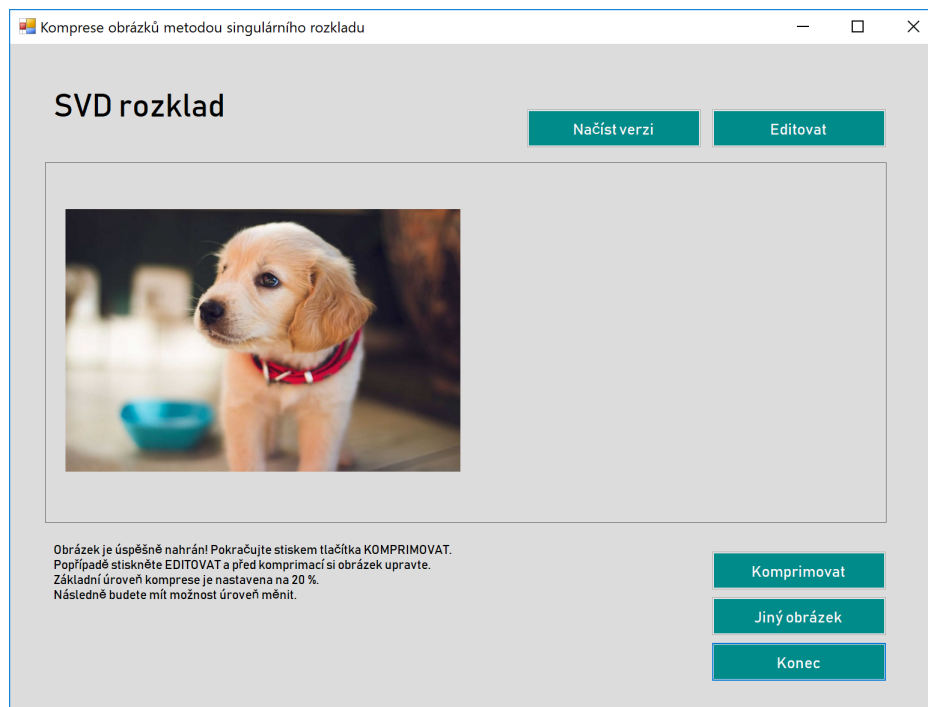 Komprese obrázků metodou singulárního rozkladu
SVD rozklad
Načíst verzi
Editovat
Obrázek je úspěšně nahrán! Pokračujte stiskem tlačítka KOMPRIMOVAT.
Popřípadě stiskněte EDITOVAT a před komprimací si obrázek upravte.
Základní úroveň komprese je nastavena na 20 %.
Následně budete mít možnost úroveň měnit.
Komprimovat
Jiný obrázek
Konec